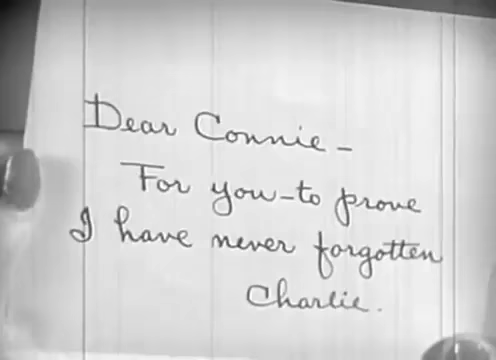 Dear Connie –
For you – to prove
I have never forgotten
Charlie.